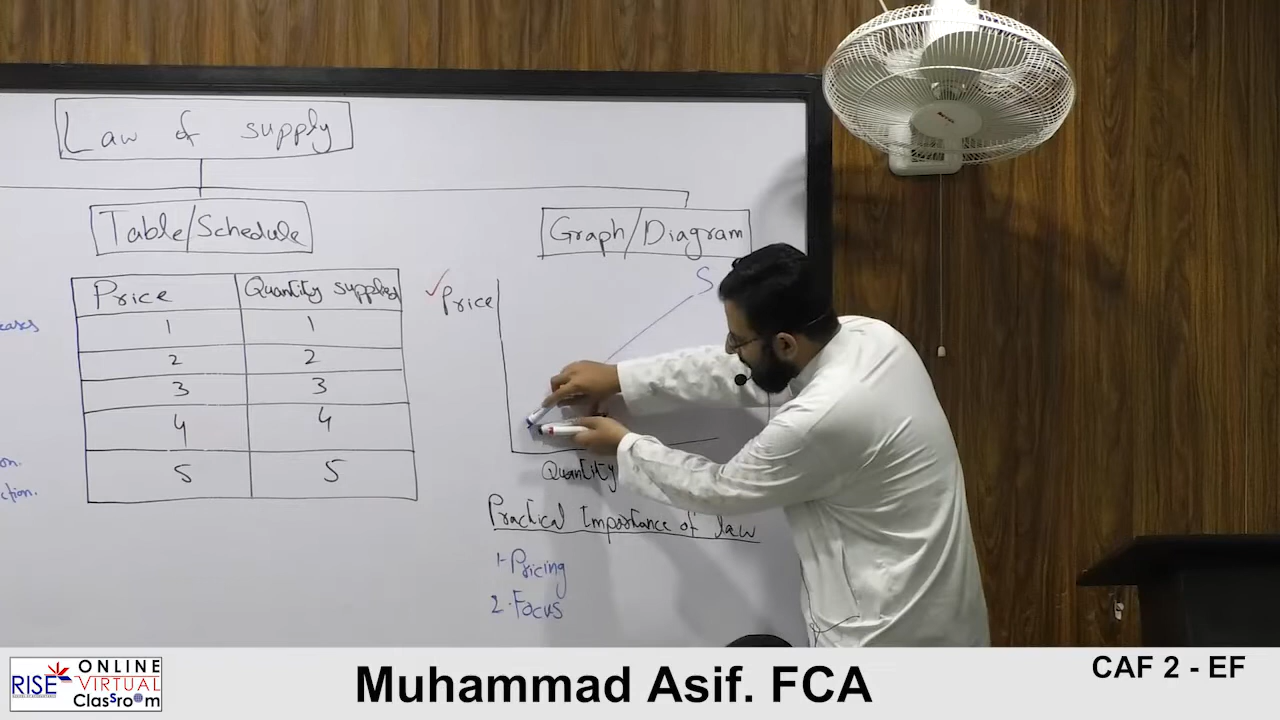 Law of supply
Table/Schedule
Graph/Diagram
Price Quantity supplied
1 1
2 2
3 3
4 4
5 5
Price
S
Quantity
Practical Importance of law
1- Pricing
2. Focus
RISE
ONLINE
VIRTUAL
Classroom
Muhammad Asif. FCA
CAF 2 - EF